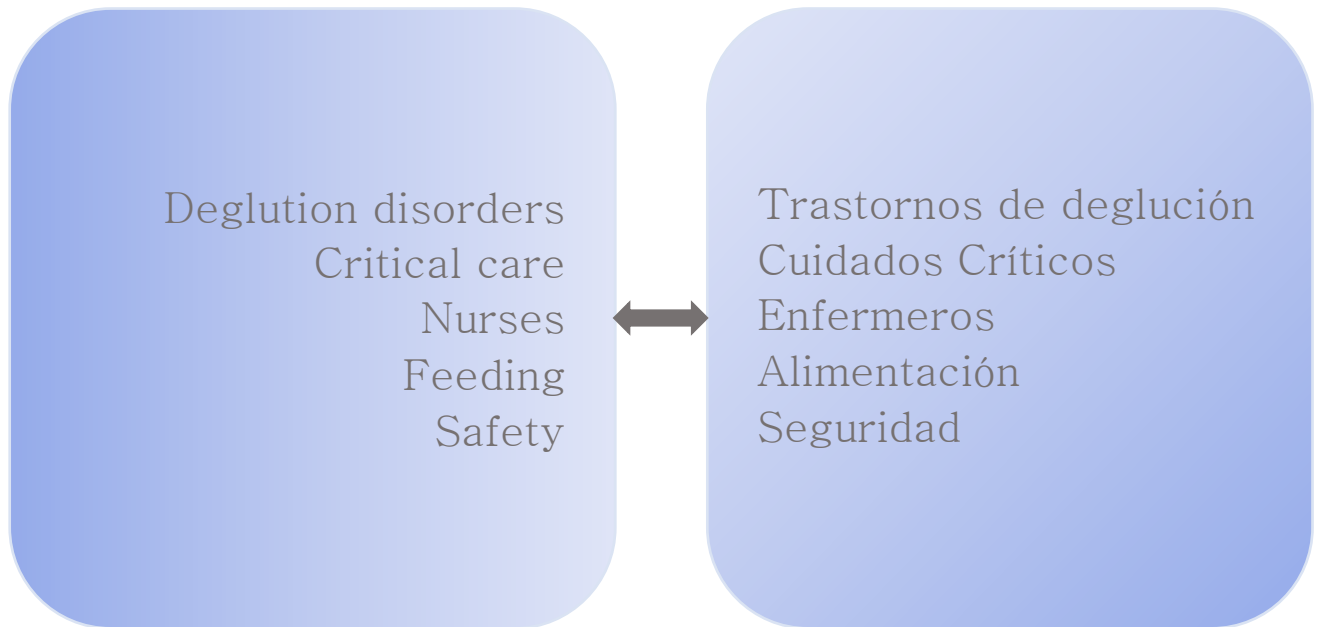 Deglution disorders
Critical care
Nurses
Feeding
Safety
Trastornos de deglución
Cuidados Críticos
Enfermeros
Alimentación
Seguridad